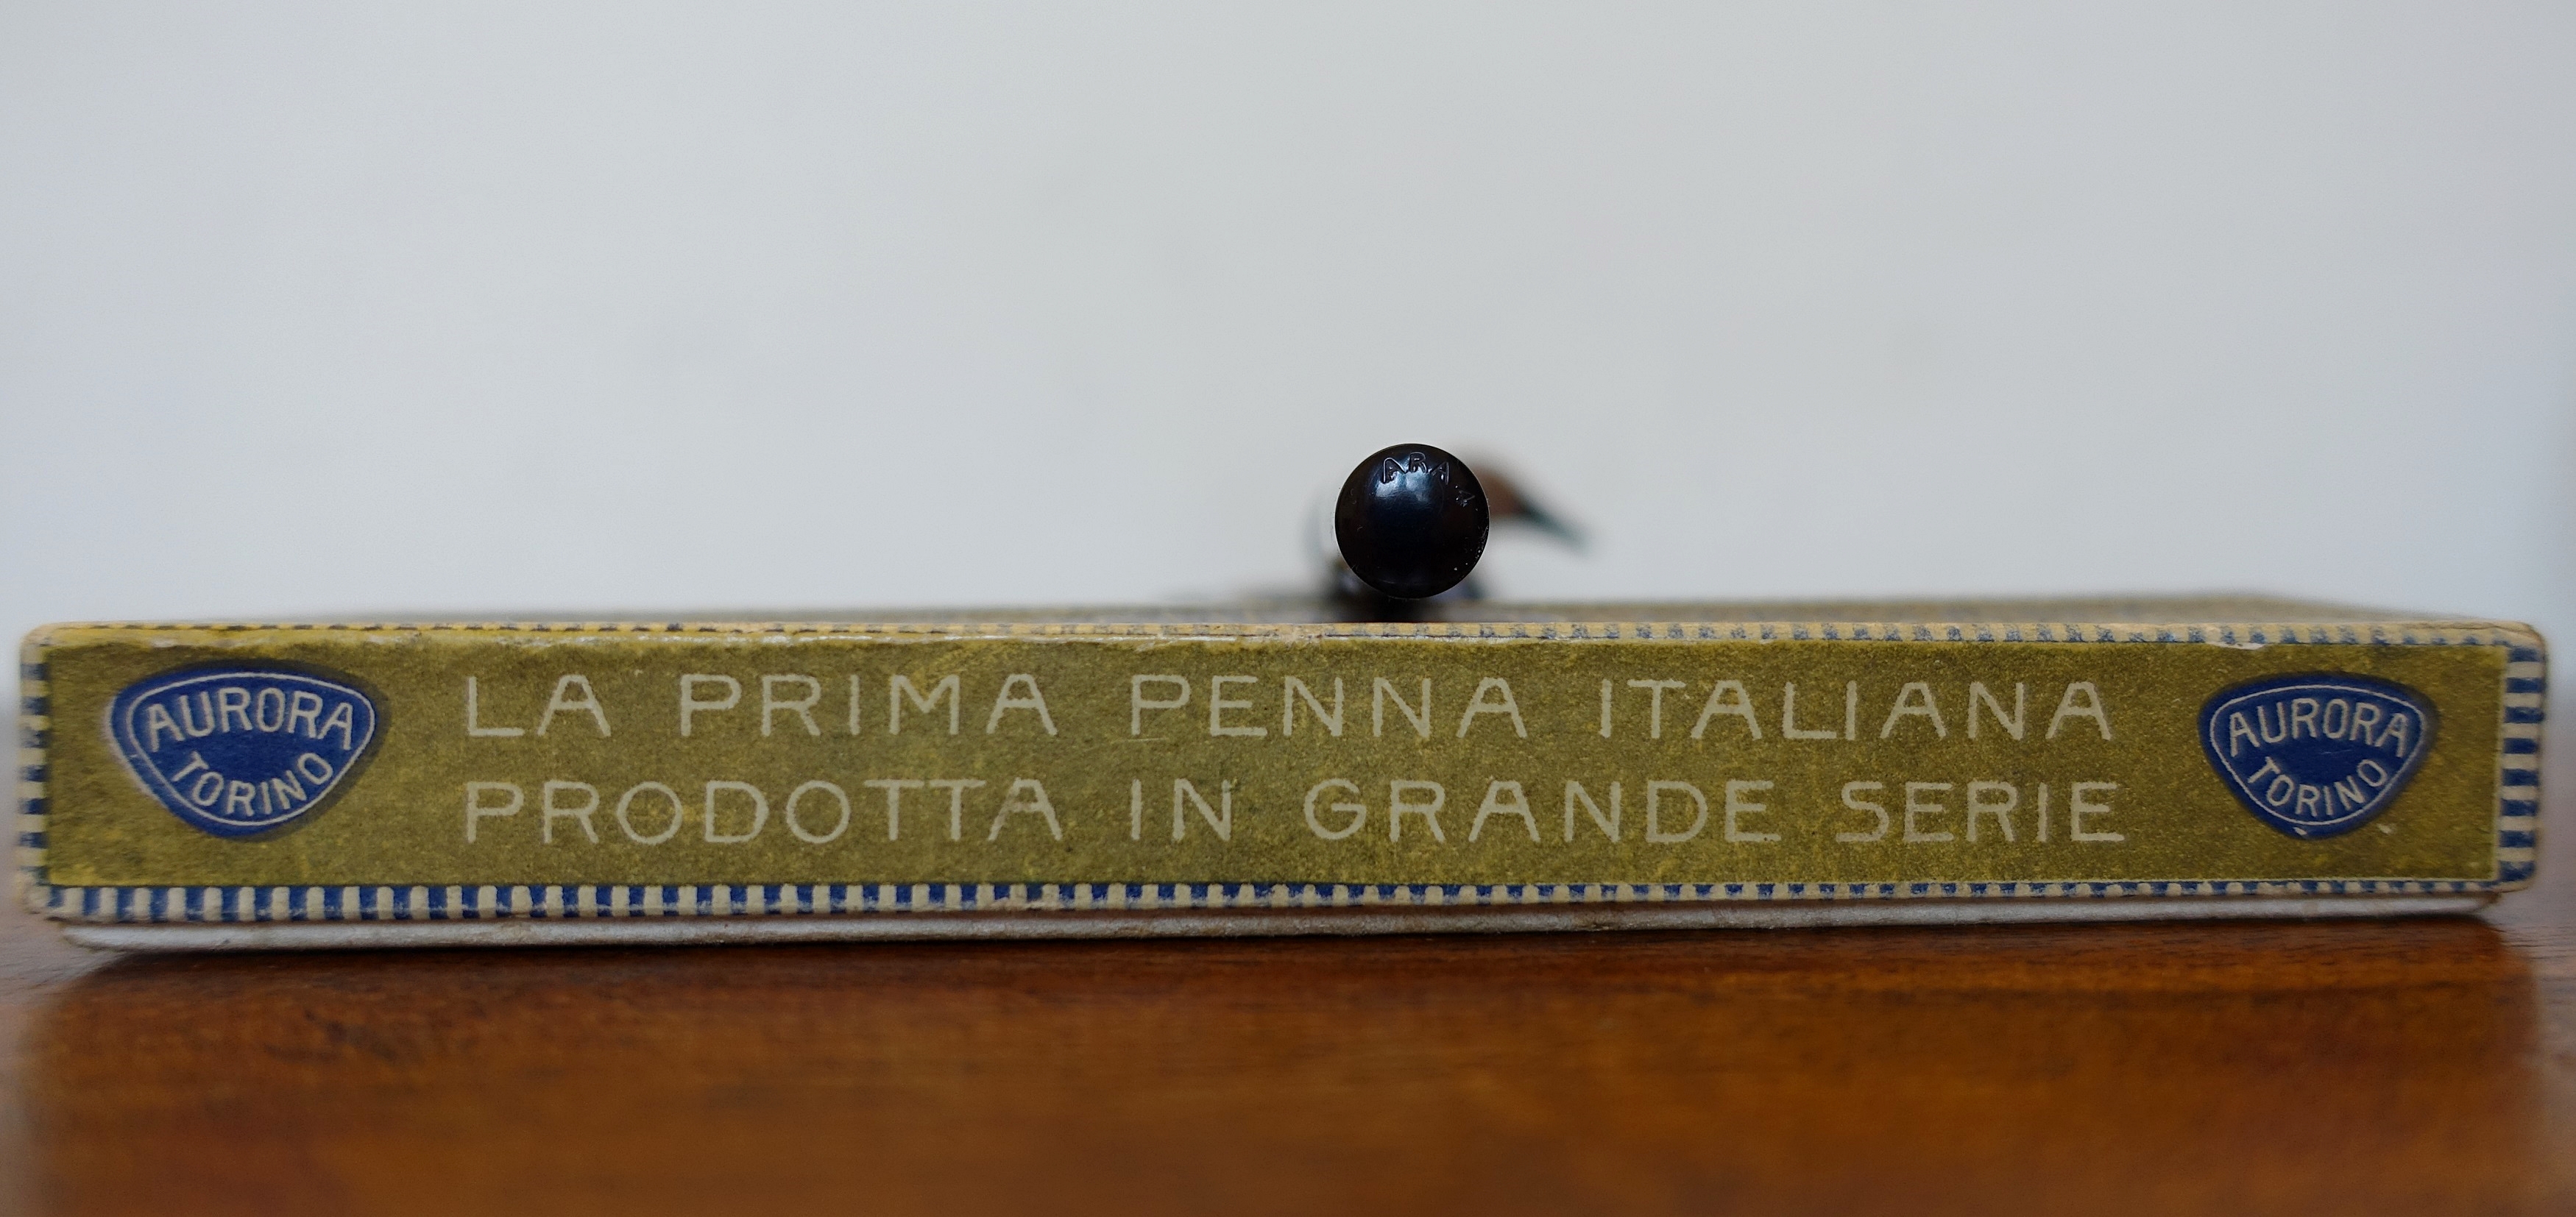 AURORA
TORINO
LA PRIMA PENNA ITALIANA
PRODOTTA IN GRANDE SERIE
AURORA
TORINO